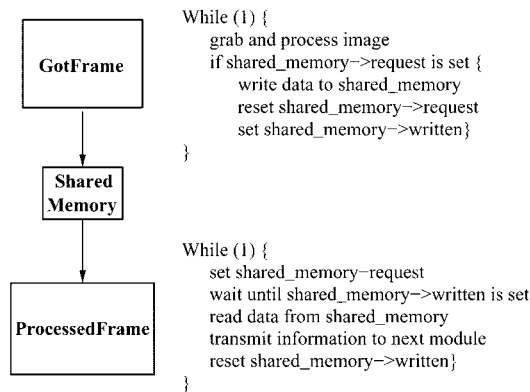 While (1) {
grab and process image
if shared_memory->request is set {
write data to shared_memory
reset shared_memory->request
set shared_memory->written}
}
GotFrame
Shared
Memory
While (1) {
set shared_memory-request
wait until shared_memory->written is set
read data from shared_memory
transmit information to next module
reset shared_memory->written}
}
ProcessedFrame